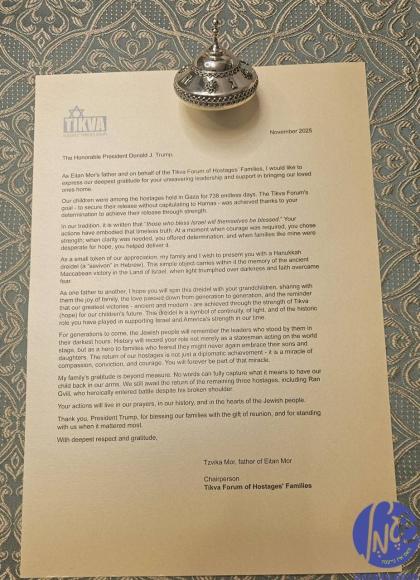 TIKVA
November 2025
The Honorable President Donald J. Trump,
As Eitan Mor's father and on behalf of the Tikva Forum of Hostages' Families, I would like to
express our deepest gratitude for your unwavering leadership and support in bringing our loved
ones home.
Our children were among the hostages held in Gaza for 738 endless days. The Tikva Forum's
goal - to secure their release without capitulating to Hamas - was achieved thanks to your
determination to achieve their release through strength.
In our tradition, it is written that "those who bless Israel will themselves be blessed." Your
actions have embodied that timeless truth. At a moment when courage was required, you chose
strength; when clarity was needed, you offered determination; and when families like mine were
desperate for hope, you helped deliver it.
As a small token of our appreciation, my family and I wish to present you with a Hanukkah
dreidel (a "sevivon" in Hebrew). This simple object carries within it the memory of the ancient
Maccabean victory in the Land of Israel, when light triumphed over darkness and faith overcame
fear.
As one father to another, I hope you will spin this dreidel with your grandchildren, sharing with
them the joy of family, the love passed down from generation to generation, and the reminder
that our greatest victories - ancient and modern - are achieved through the strength of Tikva
(hope) for our children's future. This dreidel is a symbol of continuity, of light, and of the historic
role you have played in supporting Israel and America's strength in our time.
For generations to come, the Jewish people will remember the leaders who stood by them in
their darkest hours. History will record your role not merely as a statesman acting on the world
stage, but as a hero to families who feared they might never again embrace their sons and
daughters. The return of our hostages is not just a diplomatic achievement - it is a miracle of
compassion, conviction, and courage. You will forever be part of that miracle.
My family's gratitude is beyond measure. No words can fully capture what it means to have our
child back in our arms. We still await the return of the remaining three hostages, including Ran
Gvili, who heroically entered battle despite his broken shoulder.
Your actions will live in our prayers, in our history, and in the hearts of the Jewish people.
Thank you, President Trump, for blessing our families with the gift of reunion, and for standing
with us when it mattered most.
With deepest respect and gratitude,
Tzvika Mor, father of Eitan Mor
Chairperson
Tikva Forum of Hostages' Families